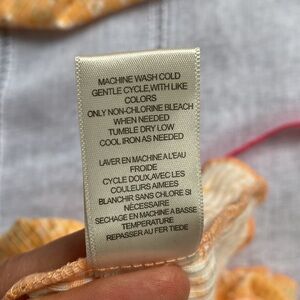 MACHINE WASH COLD
GENTLE CYCLE,WITH LIKE
COLORS
ONLY NON-CHLORINE BLEACH
WHEN NEEDED
TUMBLE DRY LOW
COOL IRON AS NEEDED
LAVER EN MACHINE A L'EAU
FROIDE
CYCLE DOUX,AVEC LES
COULEURS AIMEES
BLANCHIR SANS CHLORE SI
NÉCESSAIRE
SECHAGE EN MACHINE A BASSE
TEMPERATURE
REPASSER AU FER TIEDE